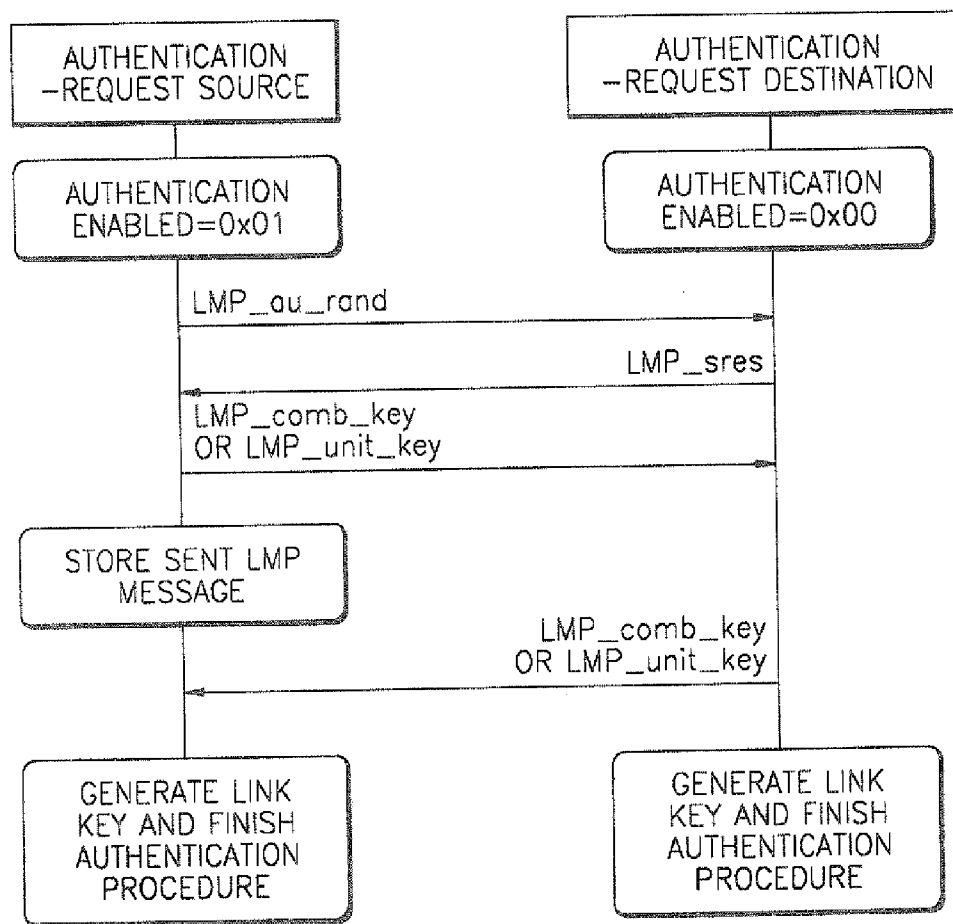 AUTHENTICATION
-REQUEST SOURCE
AUTHENTICATION
-REQUEST DESTINATION
AUTHENTICATION
ENABLED=0x01
AUTHENTICATION
ENABLED=0x00
LMP_au_rand
LMP_sres
LMP_comb_key
OR LMP_unit_key
STORE SENT LMP
MESSAGE
LMP_comb_key
OR LMP_unit_key
GENERATE LINK
KEY AND FINISH
AUTHENTICATION
PROCEDURE
GENERATE LINK
KEY AND FINISH
AUTHENTICATION
PROCEDURE